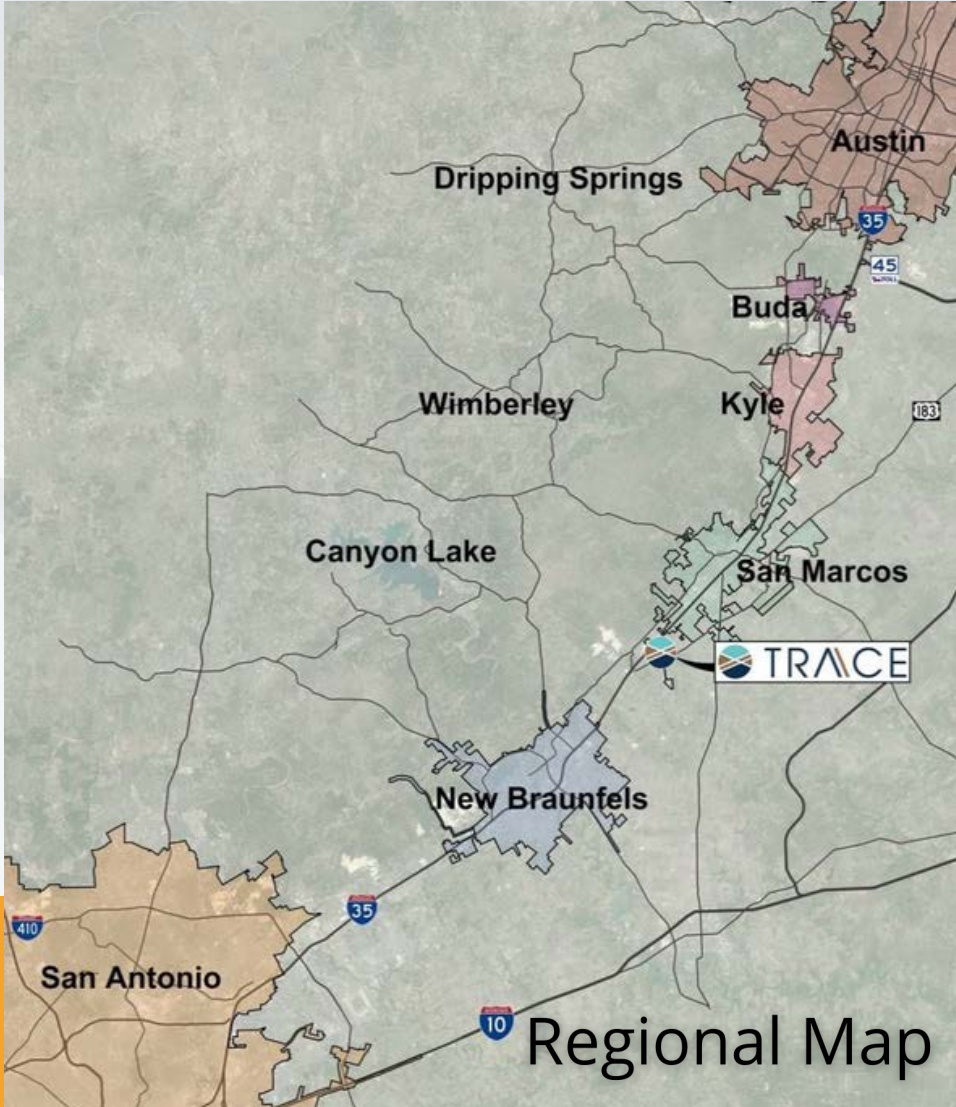 Austin
Dripping Springs
35
45
TOLL
Buda
Wimberley
Kyle
183
Canyon Lake
San Marcos
TRACE
New Braunfels
35
410
San Antonio
10
Regional Map